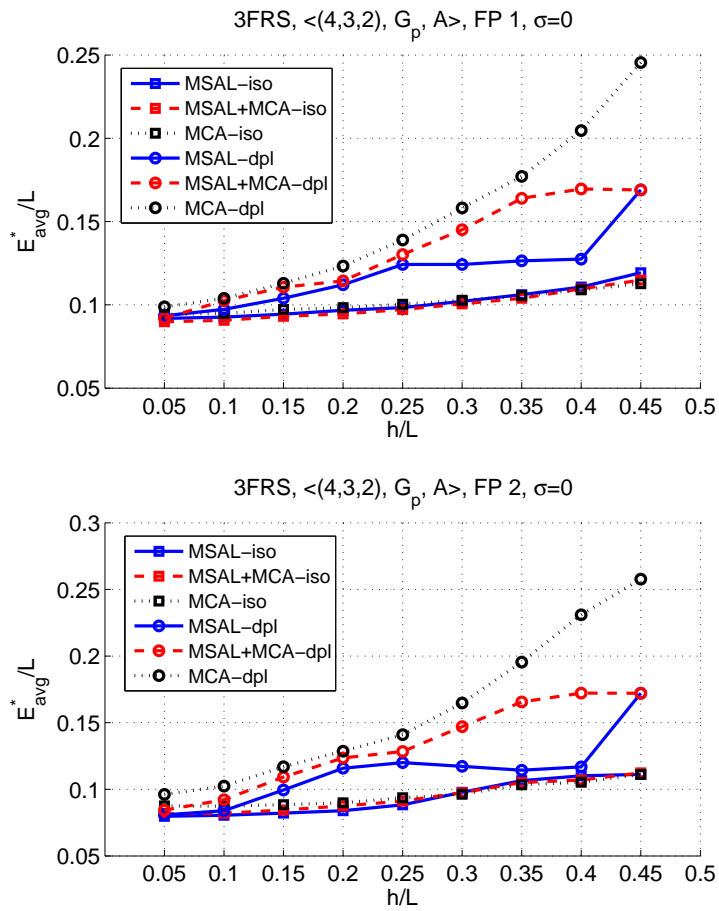 3FRS, <(4,3,2), G_p, A>, FP 1, σ=0
0.25
0.2
0.15
0.1
0.05
E*_avg/L
MSAL−iso
MSAL+MCA−iso
MCA−iso
MSAL−dpl
MSAL+MCA−dpl
MCA−dpl
0.05 0.1 0.15 0.2 0.25 0.3 0.35 0.4 0.45 0.5
h/L
3FRS, <(4,3,2), G_p, A>, FP 2, σ=0
0.3
0.25
0.2
0.15
0.1
0.05
E*_avg/L
MSAL−iso
MSAL+MCA−iso
MCA−iso
MSAL−dpl
MSAL+MCA−dpl
MCA−dpl
0.05 0.1 0.15 0.2 0.25 0.3 0.35 0.4 0.45 0.5
h/L